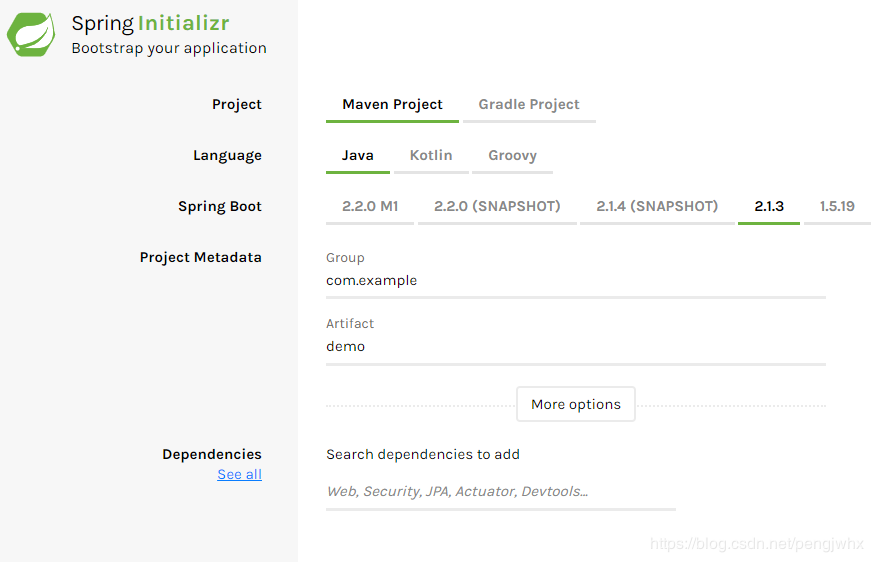 Spring Initializr
Bootstrap your application
Project
Maven Project Gradle Project
Language
Java Kotlin Groovy
Spring Boot
2.2.0 M1 2.2.0 (SNAPSHOT) 2.1.4 (SNAPSHOT) 2.1.3 1.5.19
Project Metadata
Group
com.example
Artifact
demo
More options
Dependencies
See all
Search dependencies to add
Web, Security, JPA, Actuator, Devtools...
https://blog.csdn.net/pengjwhx